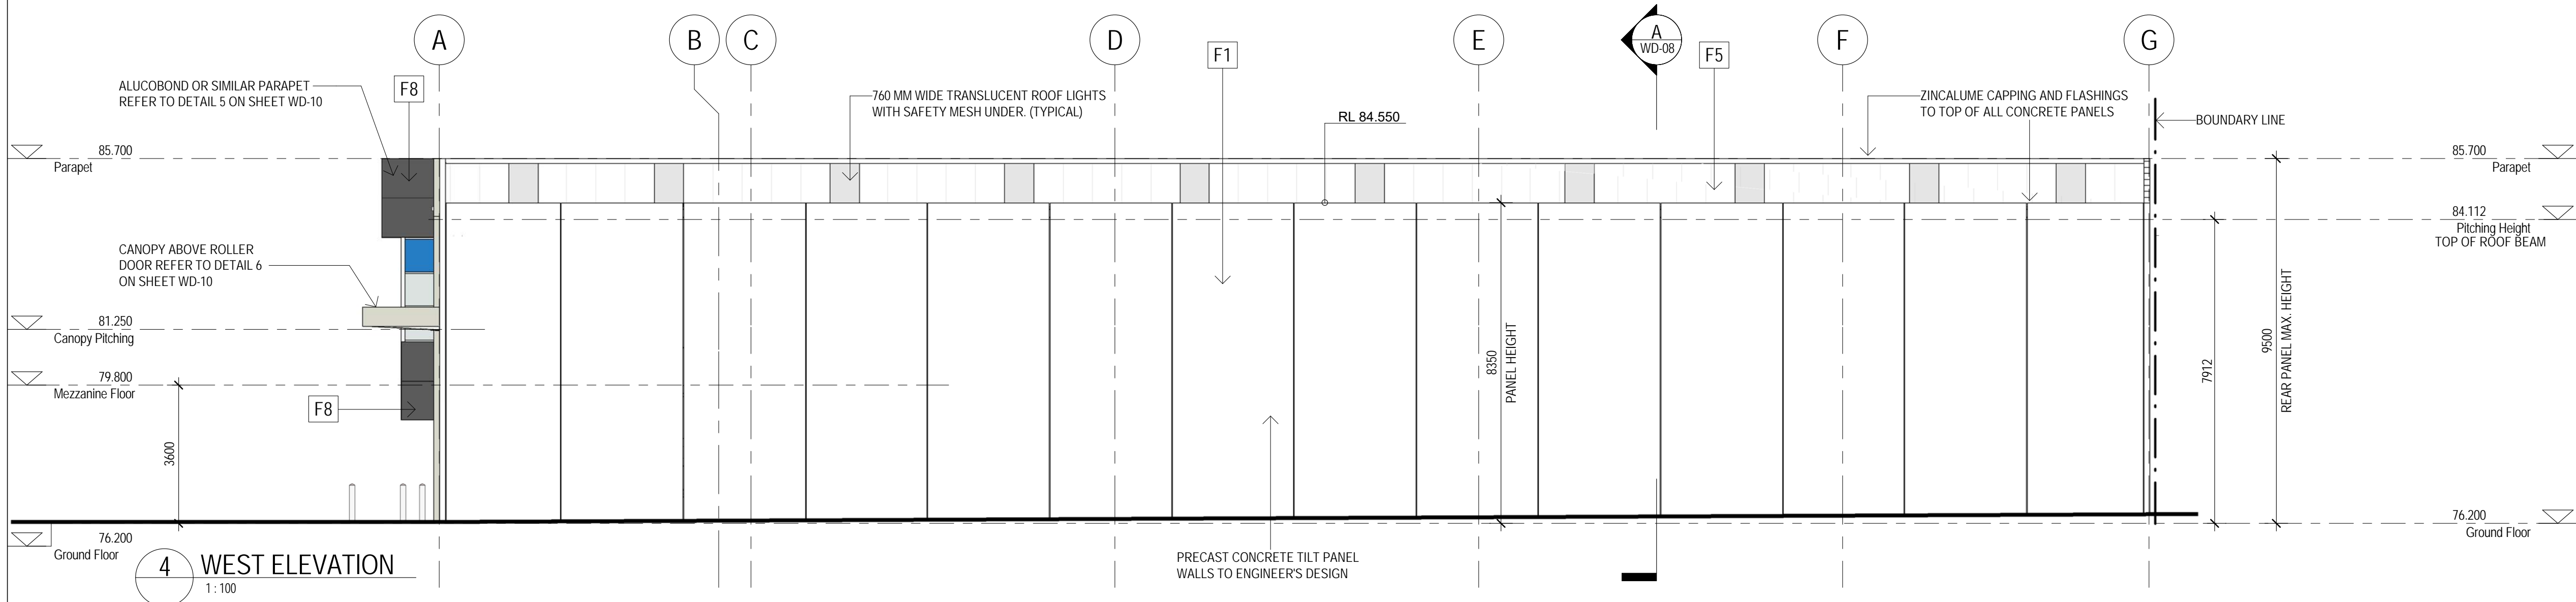 A
B
C
D
E
A
WD-08
F
G
F1
F5
ALUCOBOND OR SIMILAR PARAPET
REFER TO DETAIL 5 ON SHEET WD-10
F8
760 MM WIDE TRANSLUCENT ROOF LIGHTS
WITH SAFETY MESH UNDER. (TYPICAL)
RL 84.550
ZINCALUME CAPPING AND FLASHINGS
TO TOP OF ALL CONCRETE PANELS
BOUNDARY LINE
85.700
Parapet
85.700
Parapet
84.112
Pitching Height
TOP OF ROOF BEAM
CANOPY ABOVE ROLLER
DOOR REFER TO DETAIL 6
ON SHEET WD-10
81.250
Canopy Pitching
79.800
Mezzanine Floor
F8
3600
8350
PANEL HEIGHT
7912
9500
REAR PANEL MAX. HEIGHT
76.200
Ground Floor
76.200
Ground Floor
PRECAST CONCRETE TILT PANEL
WALLS TO ENGINEER'S DESIGN
4
WEST ELEVATION
1 : 100